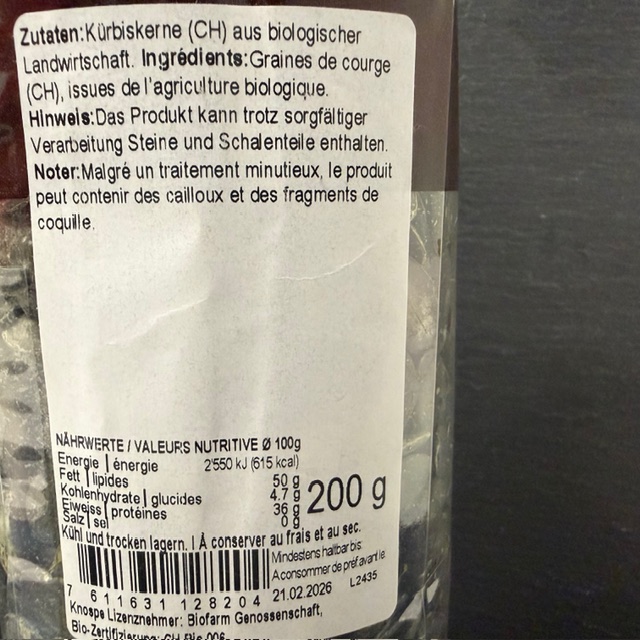 Zutaten:Kürbiskerne (CH) aus biologischer
Landwirtschaft. Ingrédients:Graines de courge
(CH), issues de l'agriculture biologique.
Hinweis:Das Produkt kann trotz sorgfältiger
Verarbeitung Steine und Schalenteile enthalten.
Noter:Malgré un traitement minutieux, le produit
peut contenir des cailloux et des fragments de
coquille.
NÄHRWERTE / VALEURS NUTRITIVE Ø 100g
Energie | énergie 2'550 kJ (615 kcal)
Fett | lipides 50 g
Kohlenhydrate | glucides 4.7 g
Eiweiss | protéines 36 g
Salz | sel 0 g
200 g
Kühl und trocken lagern. | À conserver au frais et au sec.
Mindestens haltbar bis:
A consommer de préf. avant le:
21.02.2026 L2435
7 611631 128204
Knospe Lizenznehmer: Biofarm Genossenschaft,
Bio-Zertifizierung: CH-Bio-006